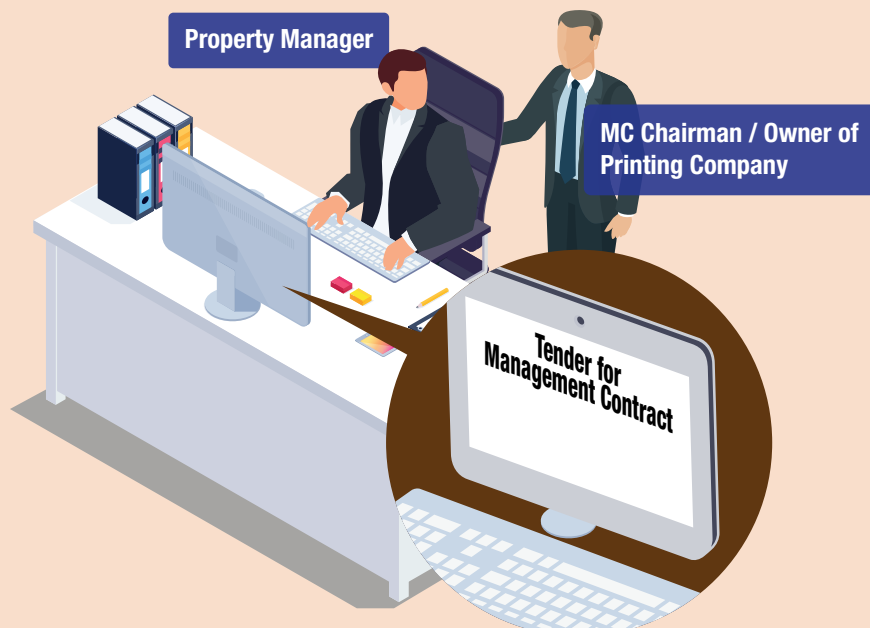 Property Manager
MC Chairman / Owner of
Printing Company
Tender for
Management Contract